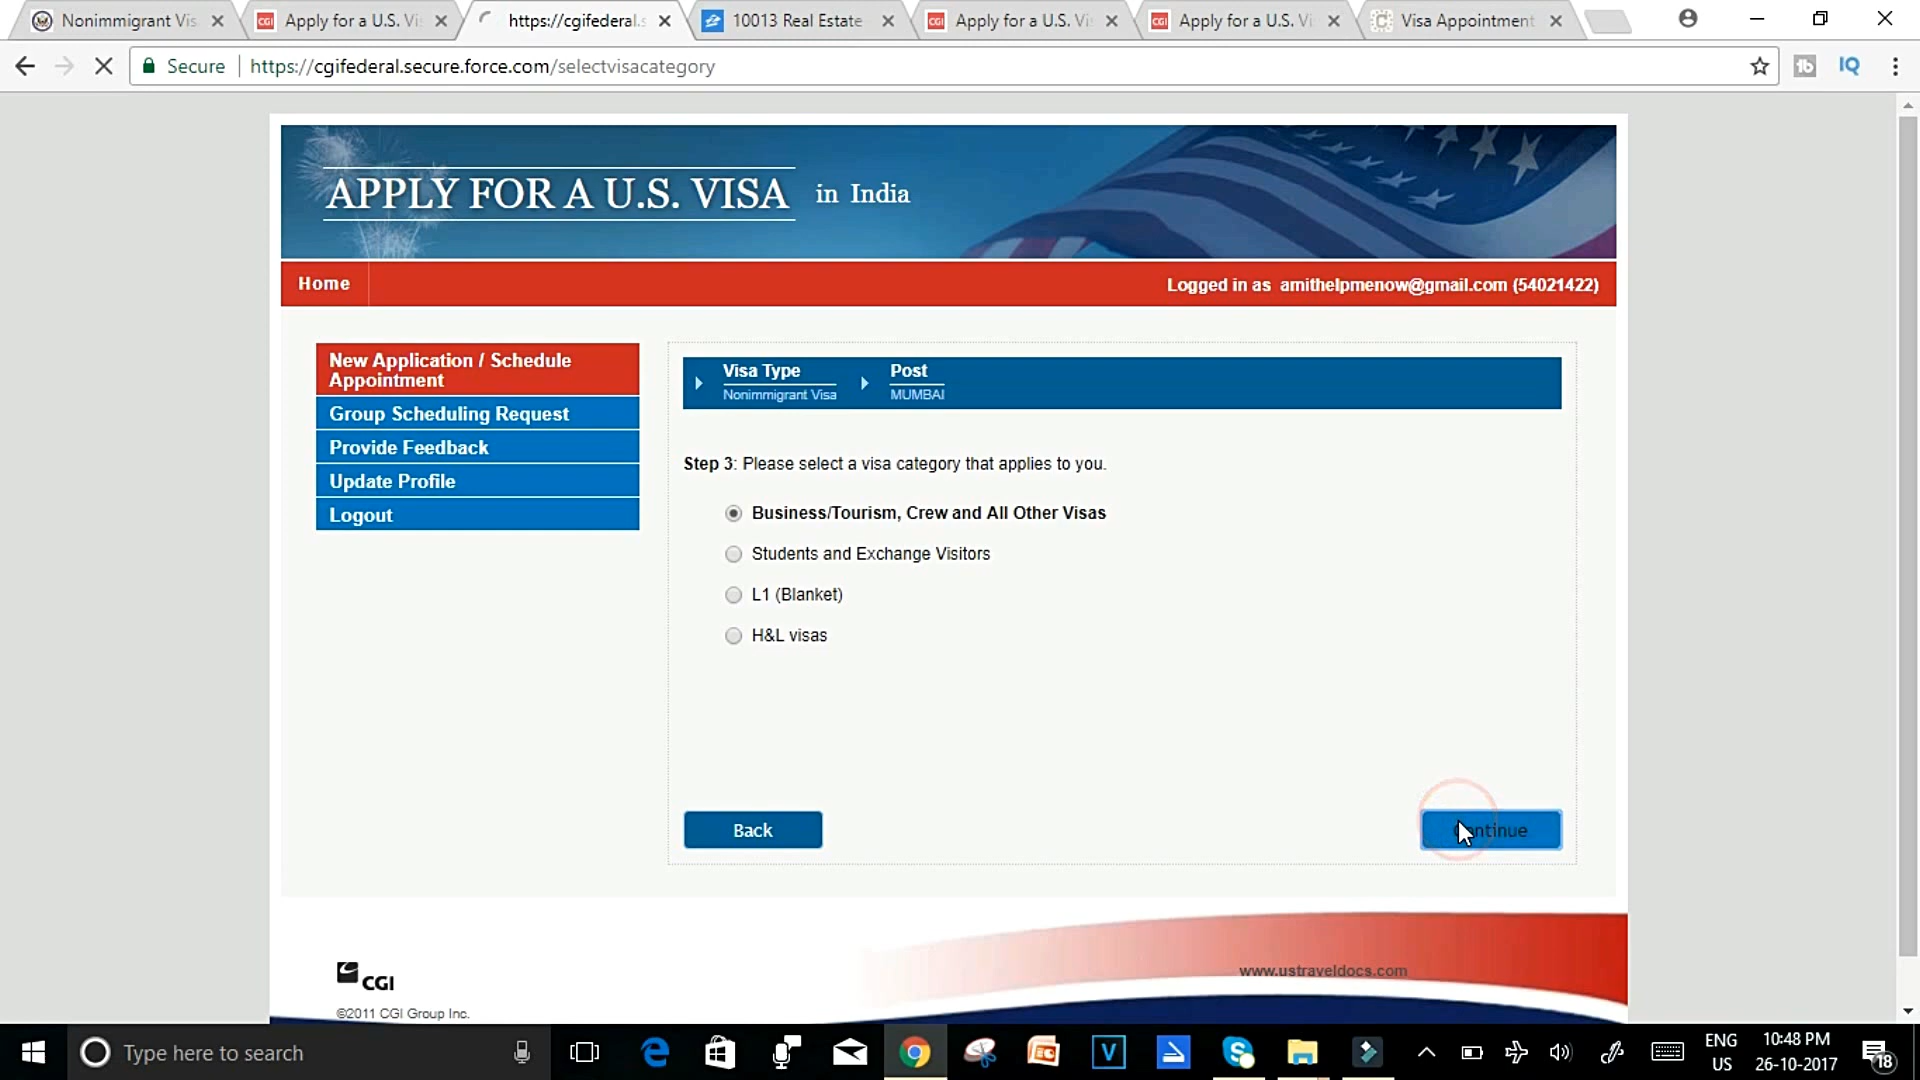 Nonimmigrant Vis
Apply for a U.S. Vis
https://cgifederal.s
10013 Real Estate
Apply for a U.S. Vi
Apply for a U.S. Vi
Visa Appointment
Secure
https://cgifederal.secure.force.com/selectvisacategory
APPLY FOR A U.S. VISA in India
Home
Logged in as amithelpmenow@gmail.com (54021422)
New Application / Schedule
Appointment
Group Scheduling Request
Provide Feedback
Update Profile
Logout
Visa Type
Nonimmigrant Visa
Post
MUMBAI
Step 3: Please select a visa category that applies to you.
Business/Tourism, Crew and All Other Visas
Students and Exchange Visitors
L1 (Blanket)
H&L visas
Back
Continue
CGI
www.ustraveldocs.com
©2011 CGI Group Inc.
Type here to search
ENG
US
10:48 PM
26-10-2017
18